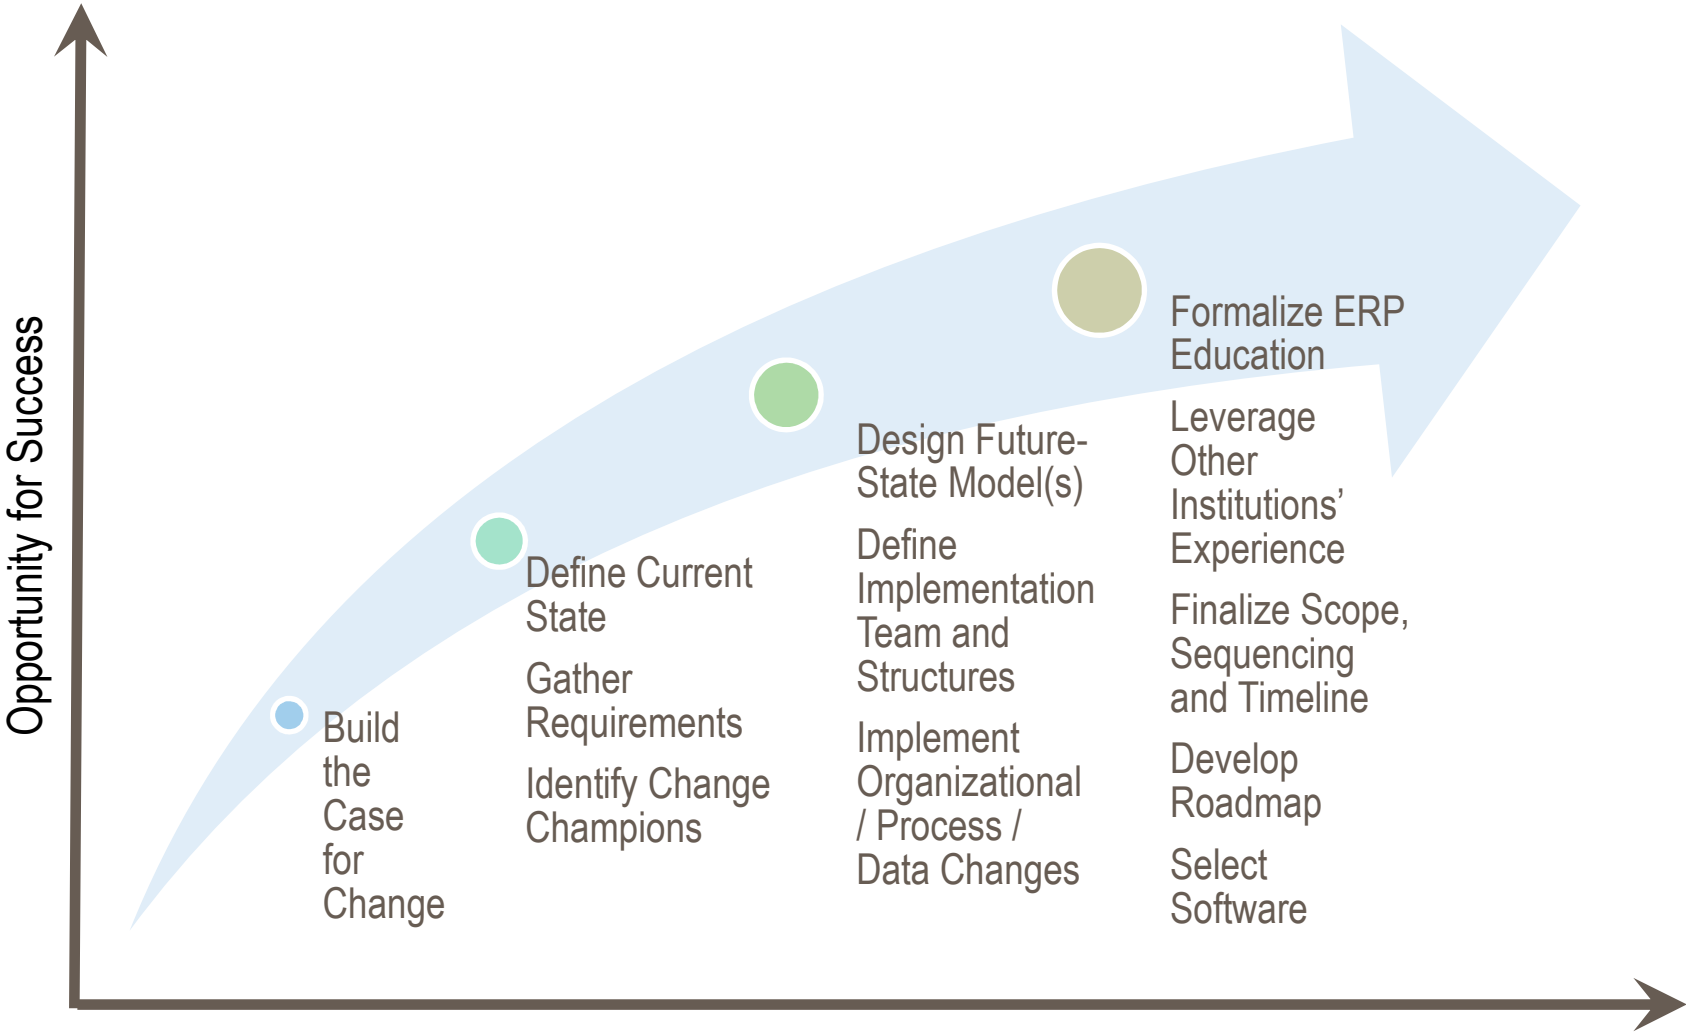 Opportunity for Success
Build
the
Case
for
Change
Define Current
State
Gather
Requirements
Identify Change
Champions
Design Future-
State Model(s)
Define
Implementation
Team and
Structures
Implement
Organizational
/ Process /
Data Changes
Formalize ERP
Education
Leverage
Other
Institutions’
Experience
Finalize Scope,
Sequencing
and Timeline
Develop
Roadmap
Select
Software